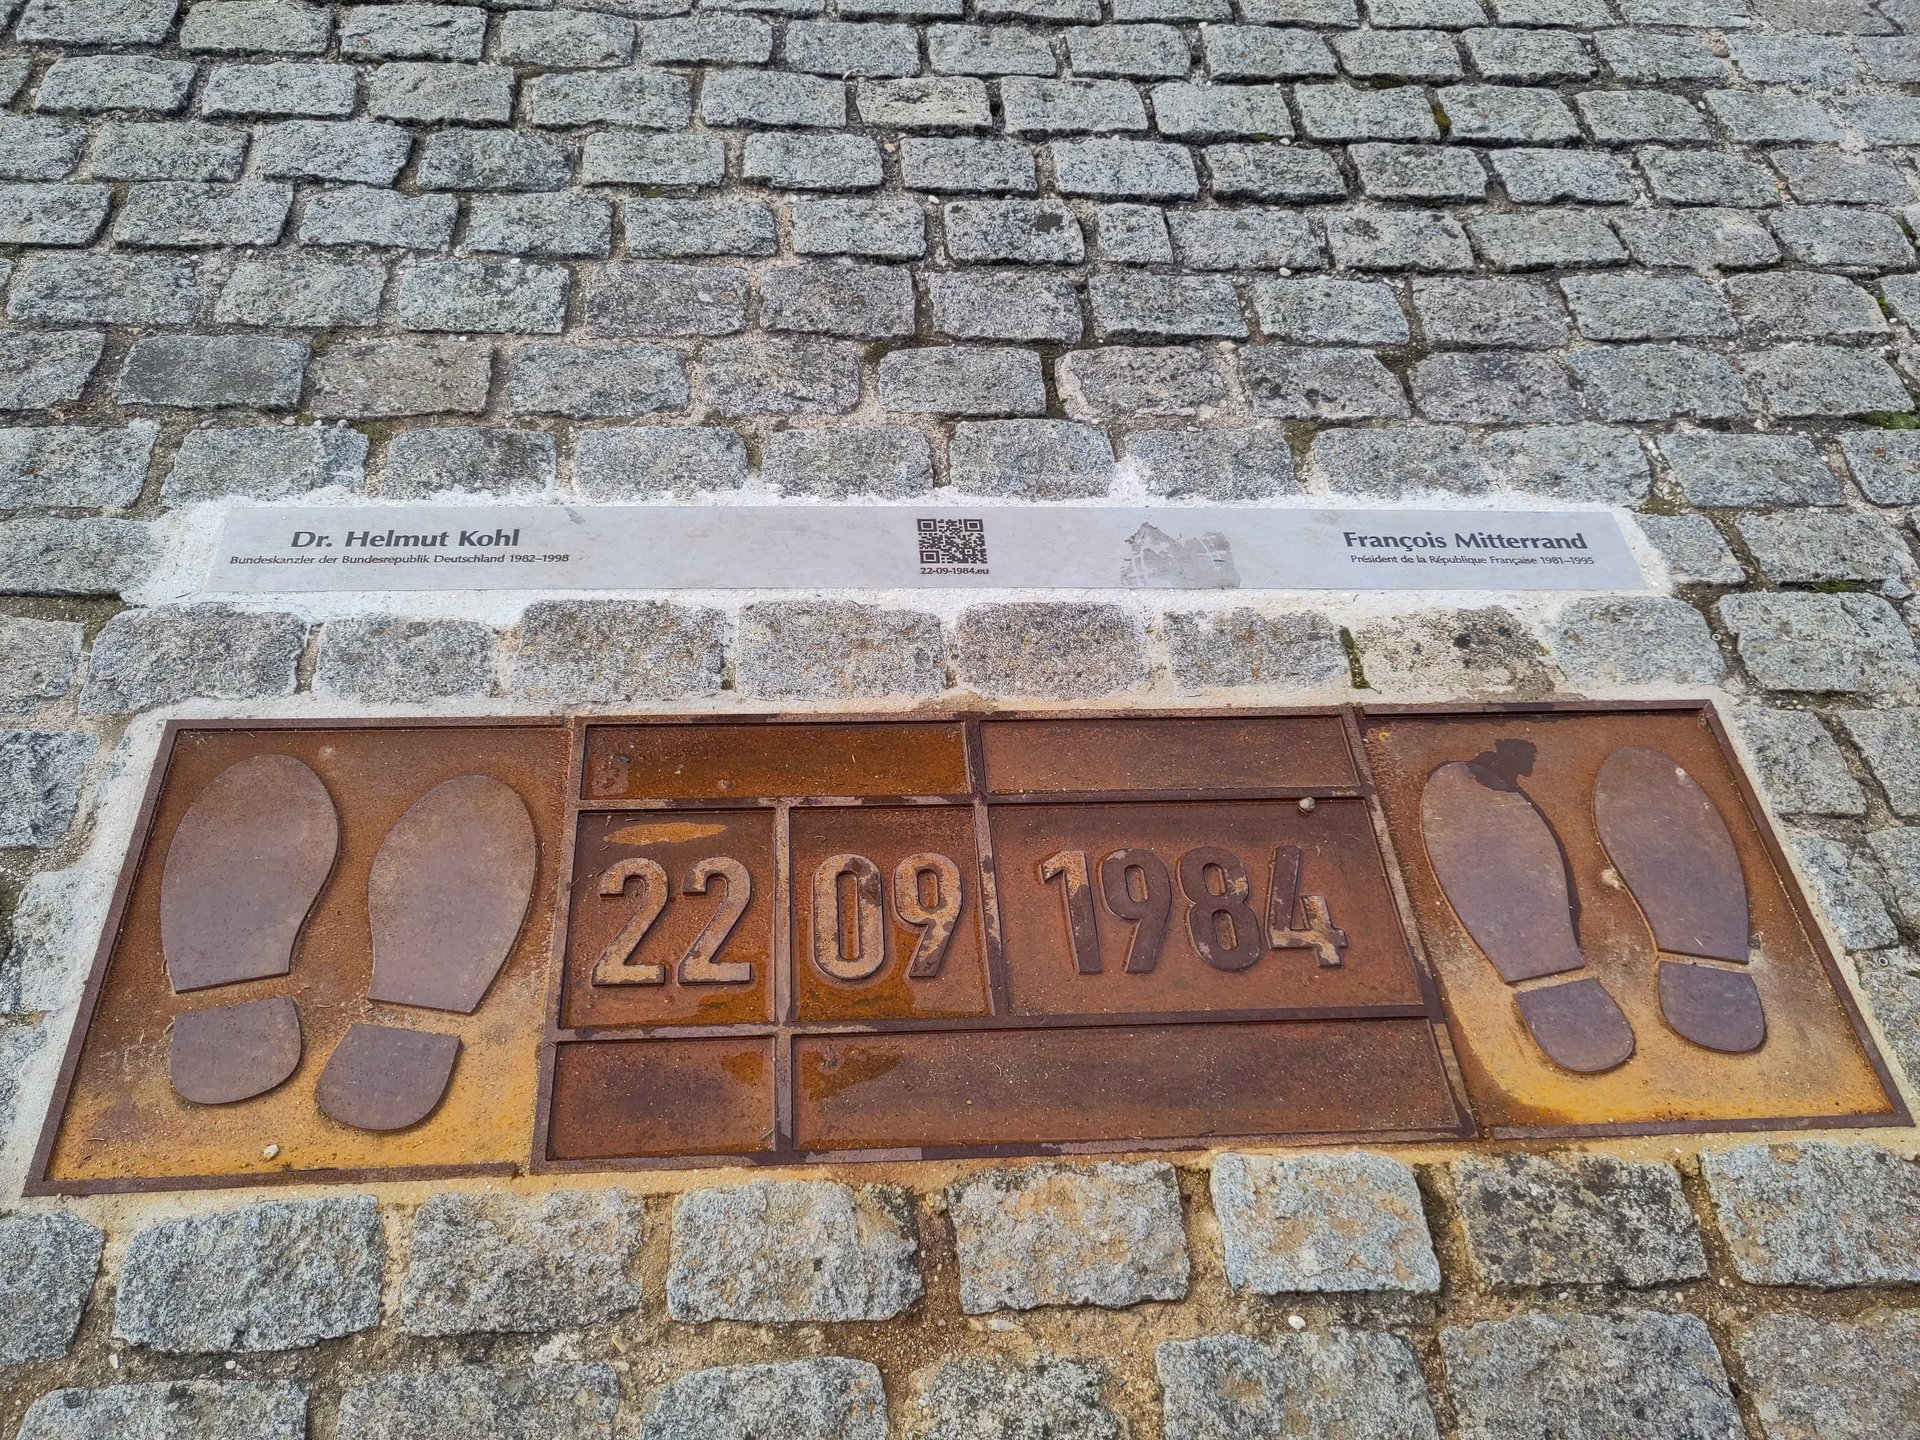 Dr. Helmut Kohl
Bundeskanzler der Bundesrepublik Deutschland 1982–1998
22-09-1984.eu
François Mitterrand
Président de la République Française 1981–1995
22 09 1984